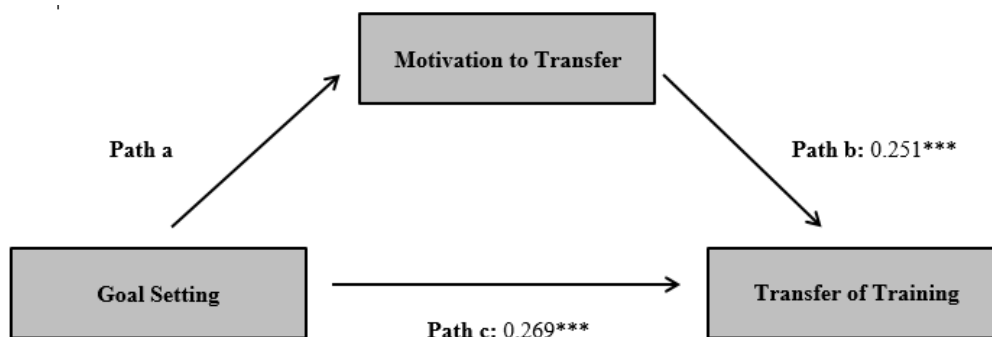 Motivation to Transfer
Path a
Path b: 0.251***
Goal Setting
Transfer of Training
Path c: 0.269***